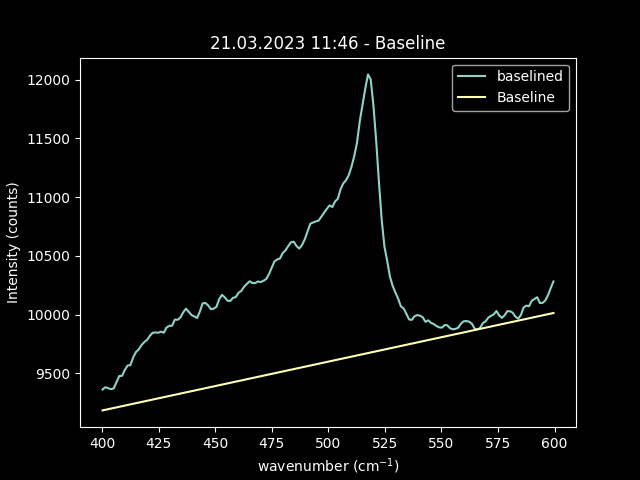 21.03.2023 11:46 - Baseline
baselined
Baseline
12000
11500
11000
10500
10000
9500
Intensity (counts)
400 425 450 475 500 525 550 575 600
wavenumber (cm⁻¹)